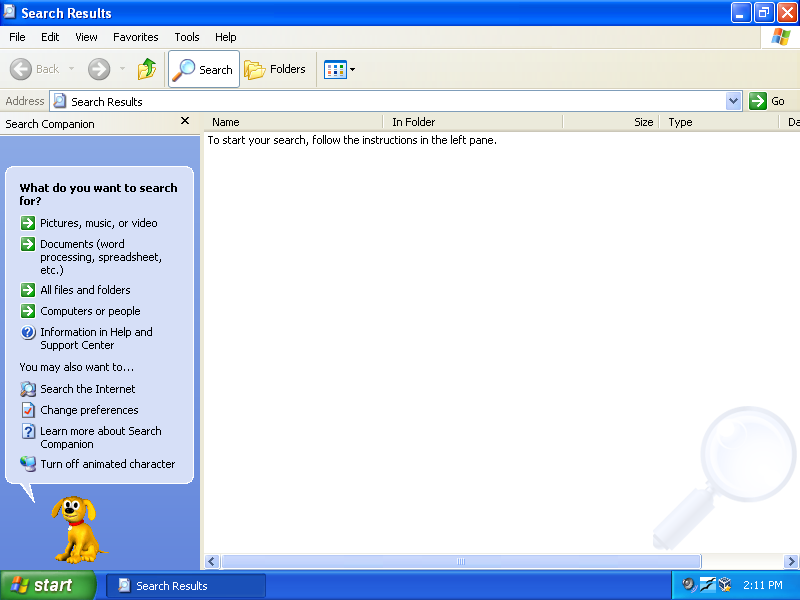 Search Results
File Edit View Favorites Tools Help
Back Search Folders
Address Search Results Go
Search Companion
Name In Folder Size Type Da
To start your search, follow the instructions in the left pane.
What do you want to search
for?
Pictures, music, or video
Documents (word
processing, spreadsheet,
etc.)
All files and folders
Computers or people
Information in Help and
Support Center
You may also want to...
Search the Internet
Change preferences
Learn more about Search
Companion
Turn off animated character
start Search Results 2:11 PM